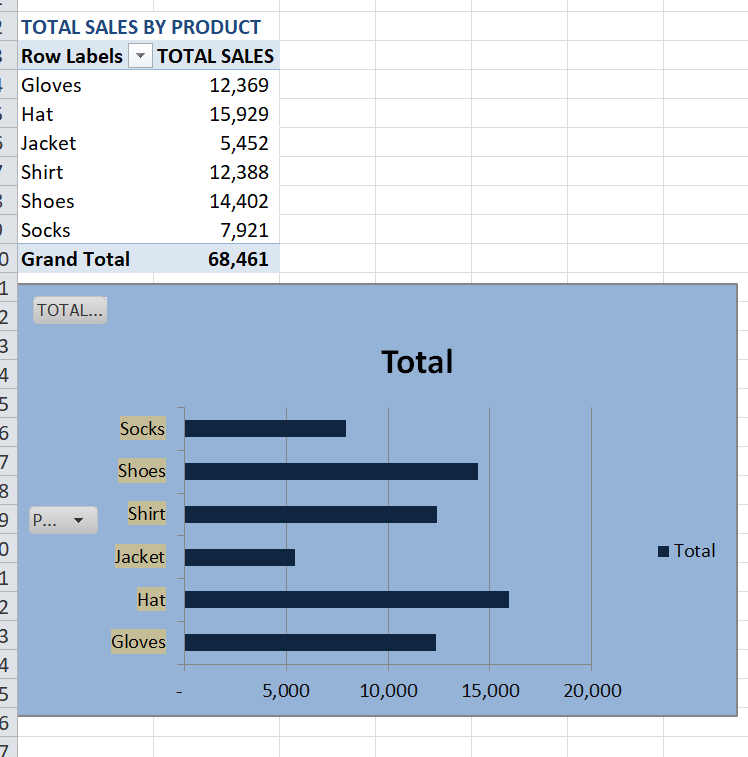 TOTAL SALES BY PRODUCT
Row Labels TOTAL SALES
Gloves 12,369
Hat 15,929
Jacket 5,452
Shirt 12,388
Shoes 14,402
Socks 7,921
Grand Total 68,461
TOTAL...
Total
Socks
Shoes
Shirt
P...
Jacket
Total
Hat
Gloves
- 5,000 10,000 15,000 20,000